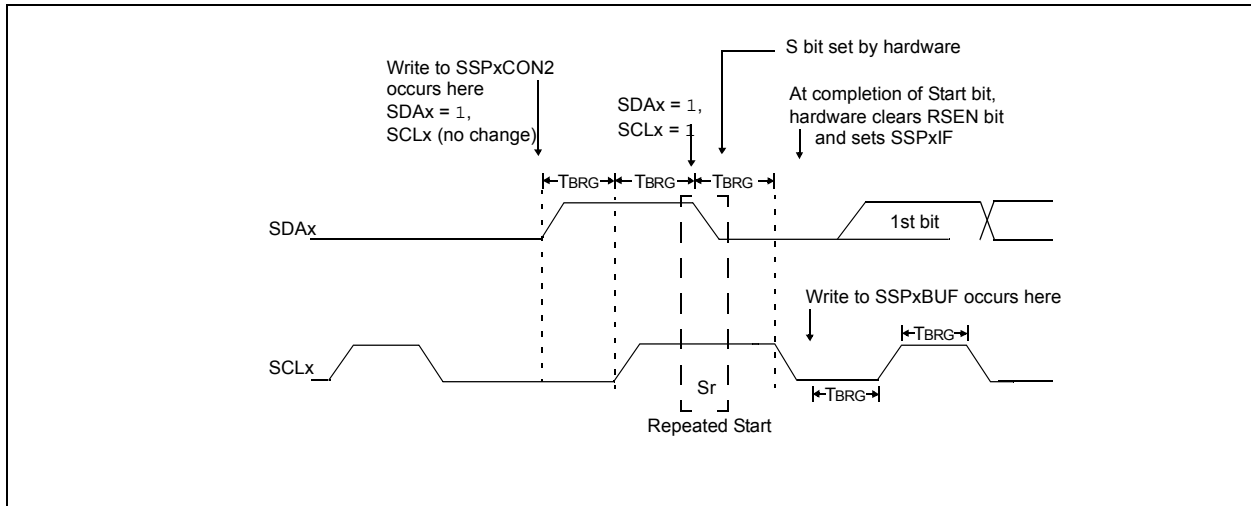 S bit set by hardware
Write to SSPxCON2
occurs here
SDAx = 1,
SCLx (no change)
SDAx = 1,
SCLx = 1
At completion of Start bit,
hardware clears RSEN bit
and sets SSPxIF
TBRG TBRG TBRG
SDAx
1st bit
Write to SSPxBUF occurs here
TBRG
SCLx
Sr
TBRG
Repeated Start